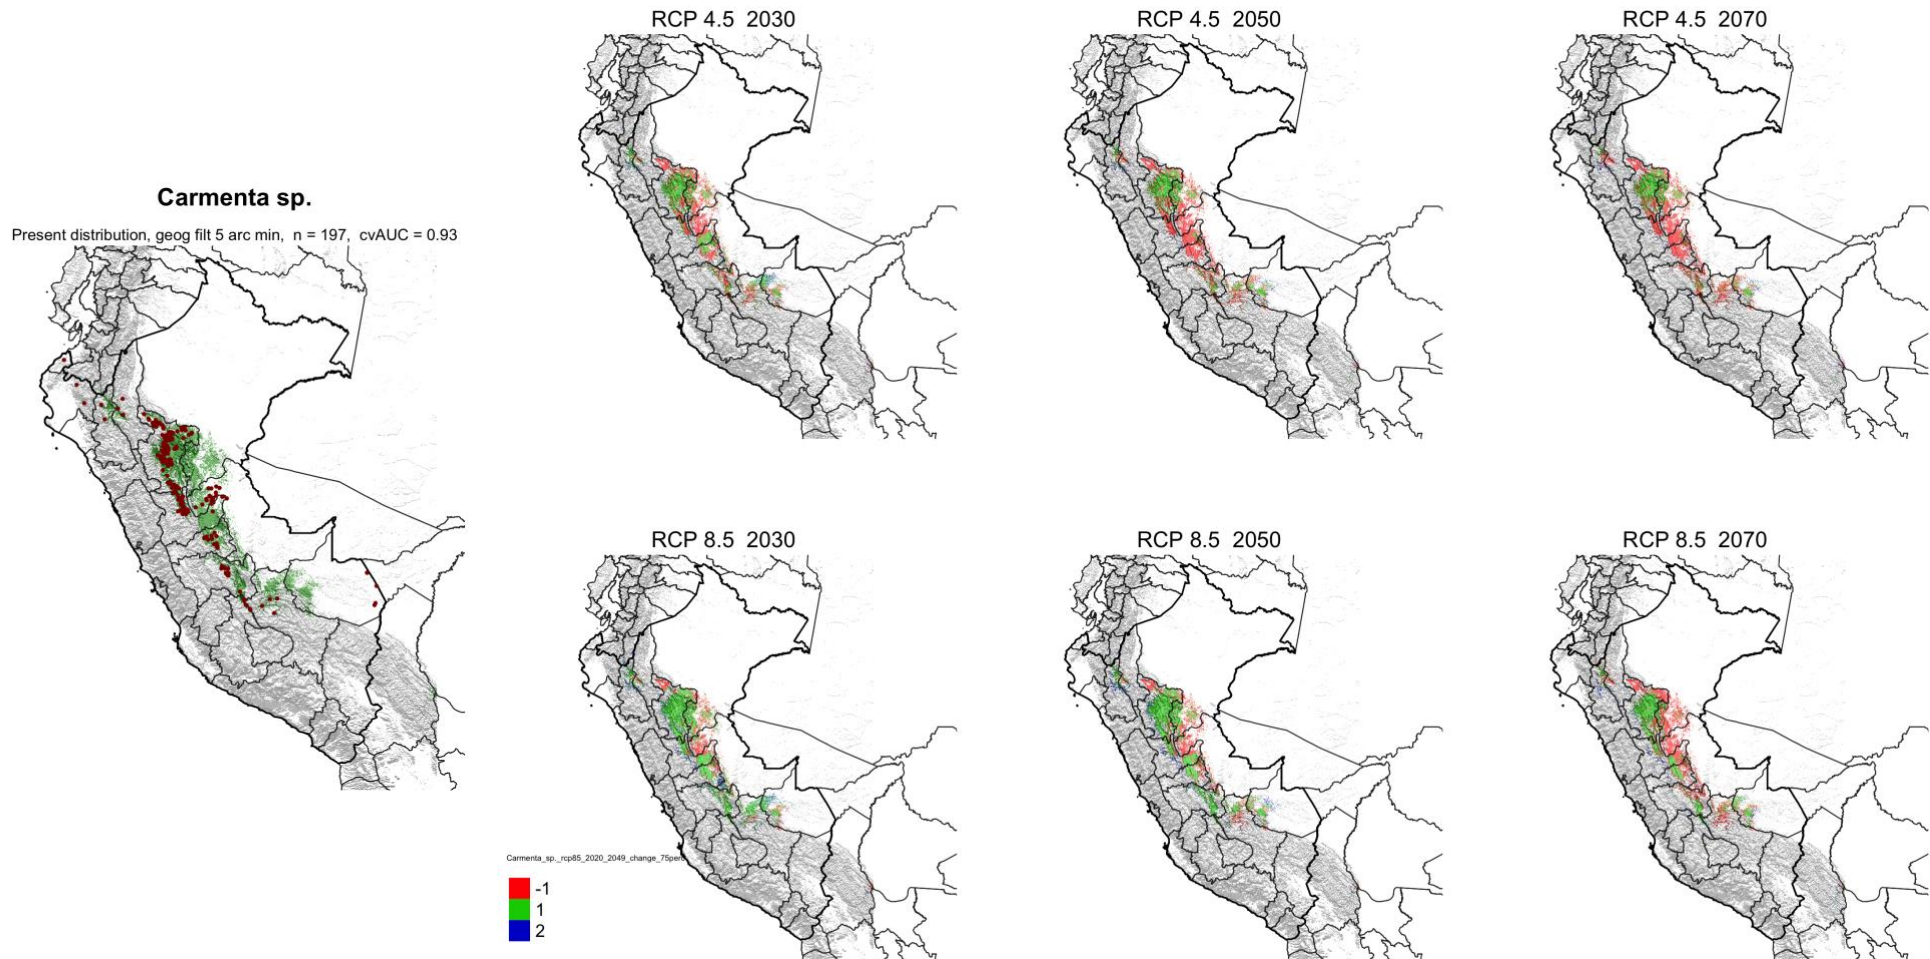 RCP 4.5 2030
RCP 4.5 2050
RCP 4.5 2070
Carmenta sp.
Present distribution, geog filt 5 arc min, n = 197, cvAUC = 0.93
RCP 8.5 2030
RCP 8.5 2050
RCP 8.5 2070
Carmenta_sp._rcp85_2020_2049_change_75perc
-1
1
2